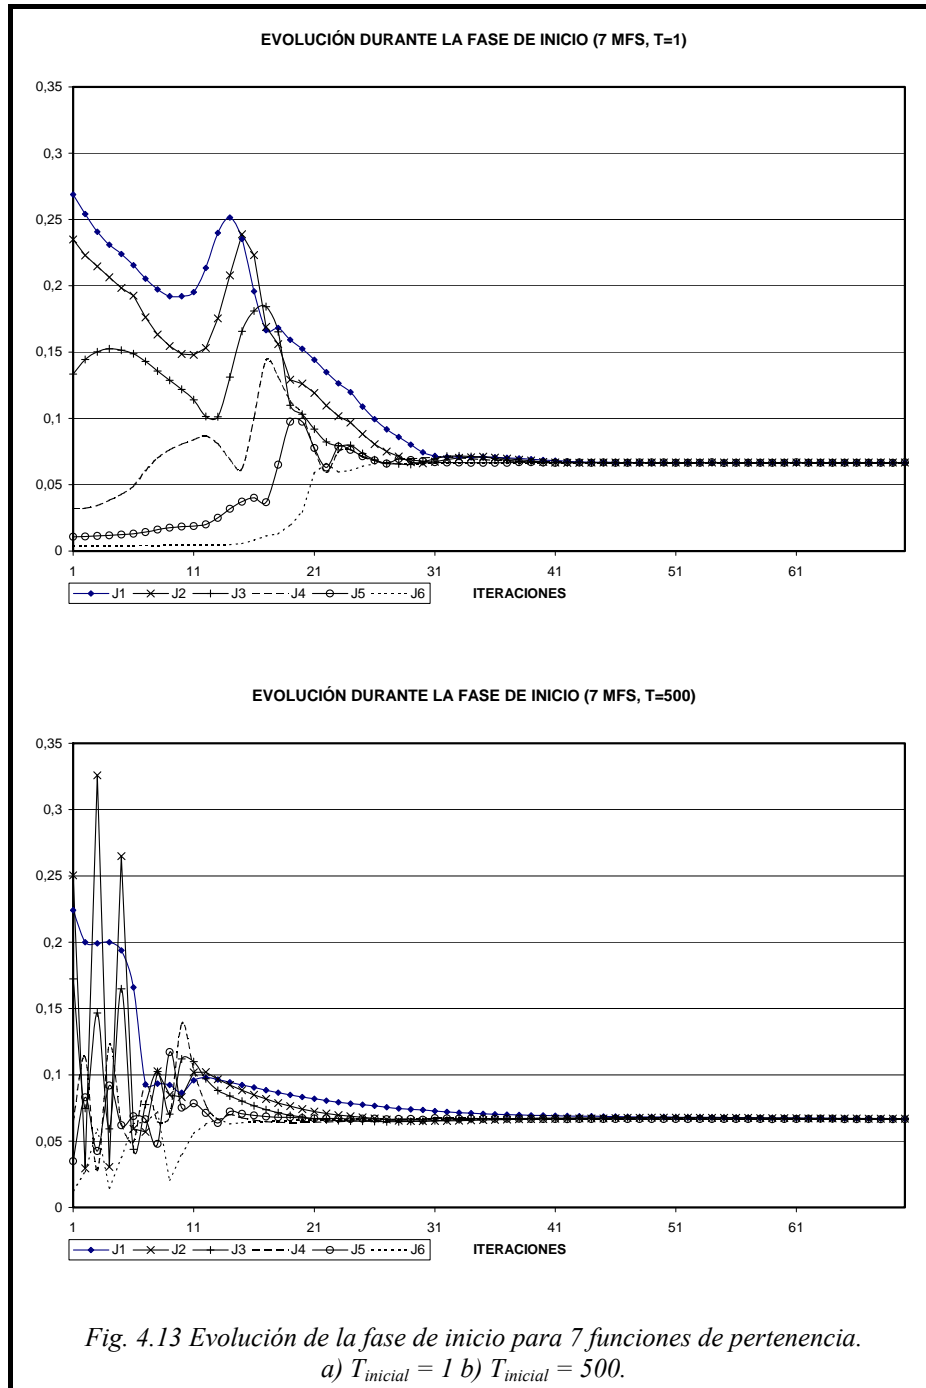 EVOLUCIÓN DURANTE LA FASE DE INICIO (7 MFS, T=1)
0,35
0,3
0,25
0,2
0,15
0,1
0,05
0
1 11 21 31 41 51 61
J1 J2 J3 J4 J5 J6
ITERACIONES
EVOLUCIÓN DURANTE LA FASE DE INICIO (7 MFS, T=500)
0,35
0,3
0,25
0,2
0,15
0,1
0,05
0
1 11 21 31 41 51 61
J1 J2 J3 J4 J5 J6
ITERACIONES
Fig. 4.13 Evolución de la fase de inicio para 7 funciones de pertenencia.
a) Tinicial = 1 b) Tinicial = 500.